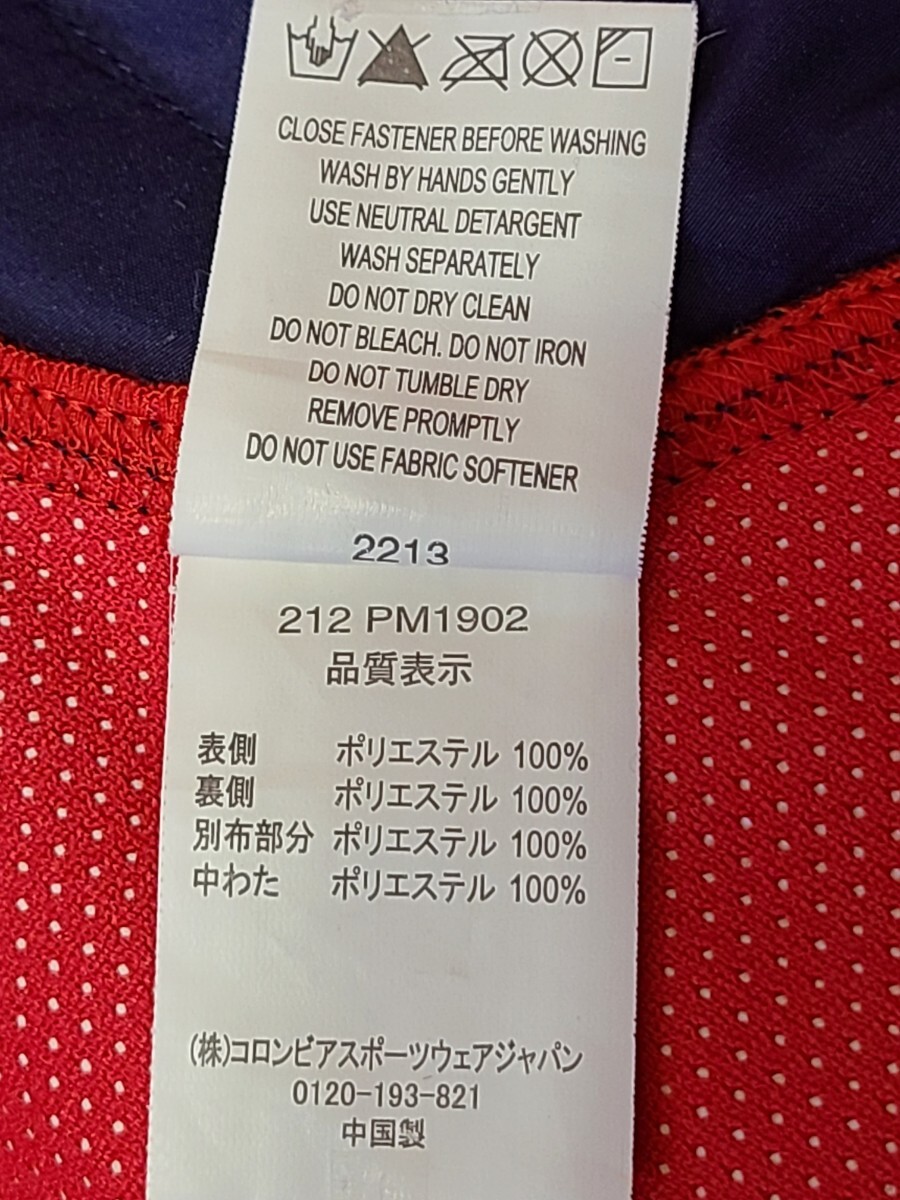 CLOSE FASTENER BEFORE WASHING
WASH BY HANDS GENTLY
USE NEUTRAL DETARGENT
WASH SEPARATELY
DO NOT DRY CLEAN
DO NOT BLEACH. DO NOT IRON
DO NOT TUMBLE DRY
REMOVE PROMPTLY
DO NOT USE FABRIC SOFTENER
2213
212 PM1902
品質表示
表側 ポリエステル 100%
裏側 ポリエステル 100%
別布部分 ポリエステル 100%
中わた ポリエステル 100%
(株)コロンビアスポーツウェアジャパン
0120-193-821
中国製